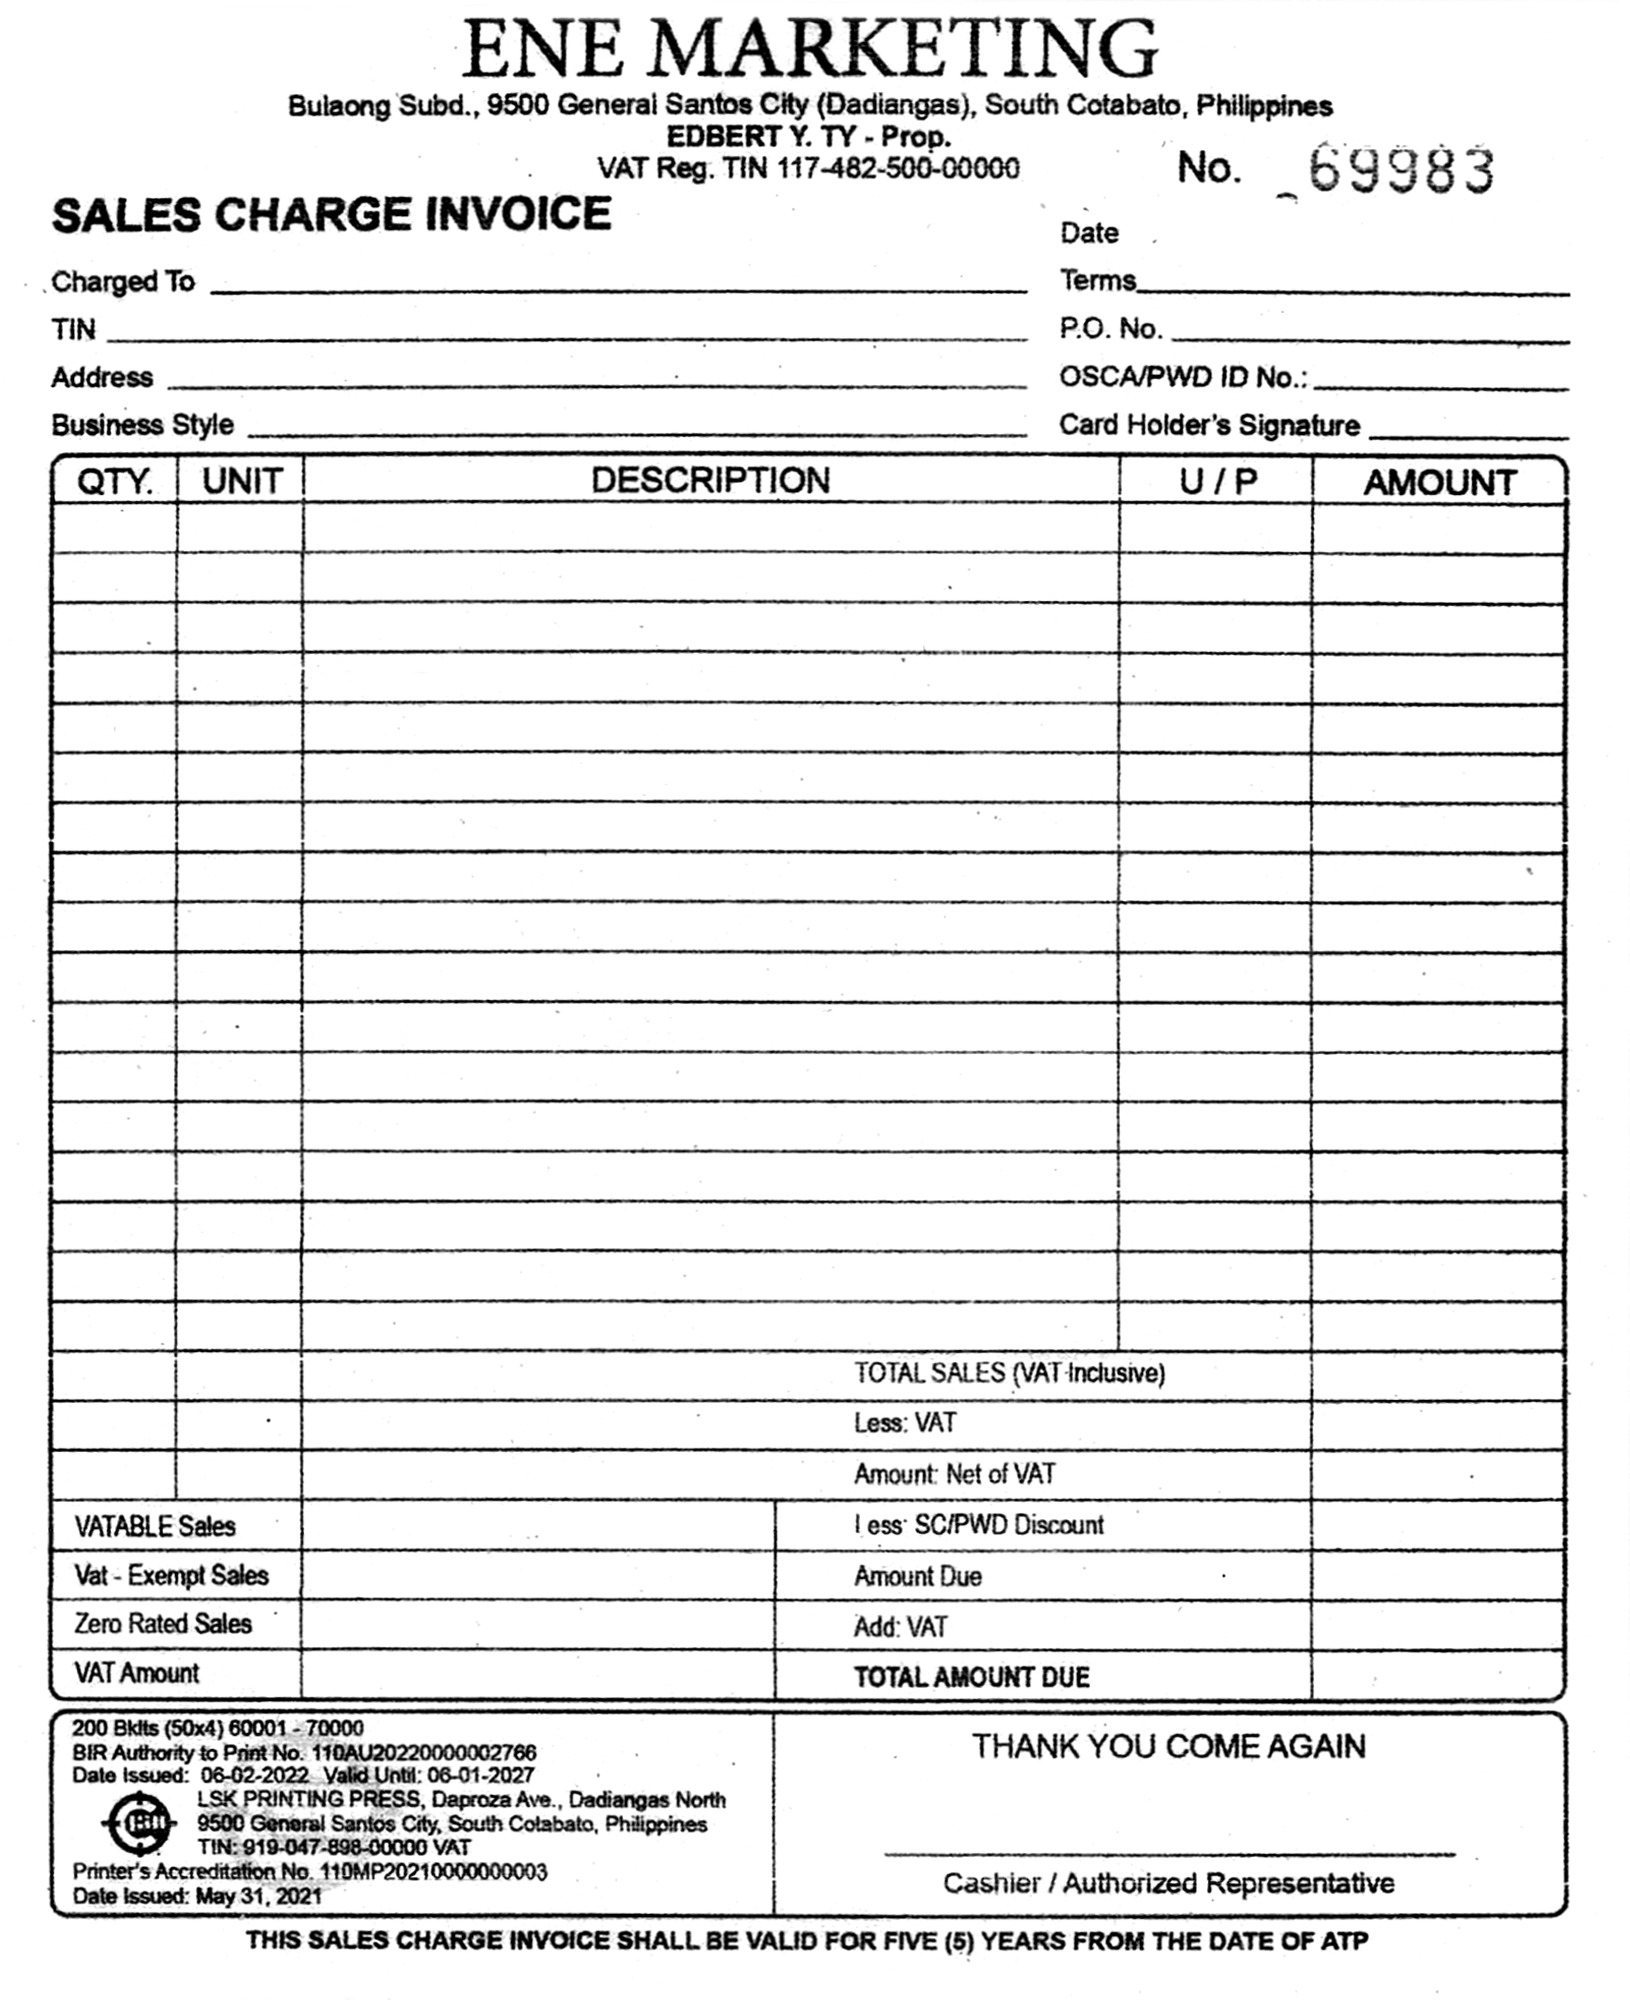 ENE MARKETING
Bulaong Subd., 9500 General Santos City (Dadiangas), South Cotabato, Philippines
EDBERT Y. TY - Prop.
VAT Reg. TIN 117-482-500-00000
No. 69983
SALES CHARGE INVOICE
Date
Charged To
Terms
TIN
P.O. No.
Address
OSCA/PWD ID No.:
Business Style
Card Holder's Signature
QTY. UNIT DESCRIPTION U / P AMOUNT
TOTAL SALES (VAT-Inclusive)
Less: VAT
Amount: Net of VAT
VATABLE Sales
Less: SC/PWD Discount
Vat - Exempt Sales
Amount Due
Zero Rated Sales
Add: VAT
VAT Amount
TOTAL AMOUNT DUE
200 Bklts (50x4) 60001 - 70000
BIR Authority to Print No. 110AU20220000002766
Date Issued: 06-02-2022 Valid Until: 06-01-2027
LSK PRINTING PRESS, Daproza Ave., Dadiangas North
9500 General Santos City, South Cotabato, Philippines
TIN: 919-047-898-00000 VAT
Printer's Accreditation No. 110MP20210000000003
Date Issued: May 31, 2021
THANK YOU COME AGAIN
Cashier / Authorized Representative
THIS SALES CHARGE INVOICE SHALL BE VALID FOR FIVE (5) YEARS FROM THE DATE OF ATP